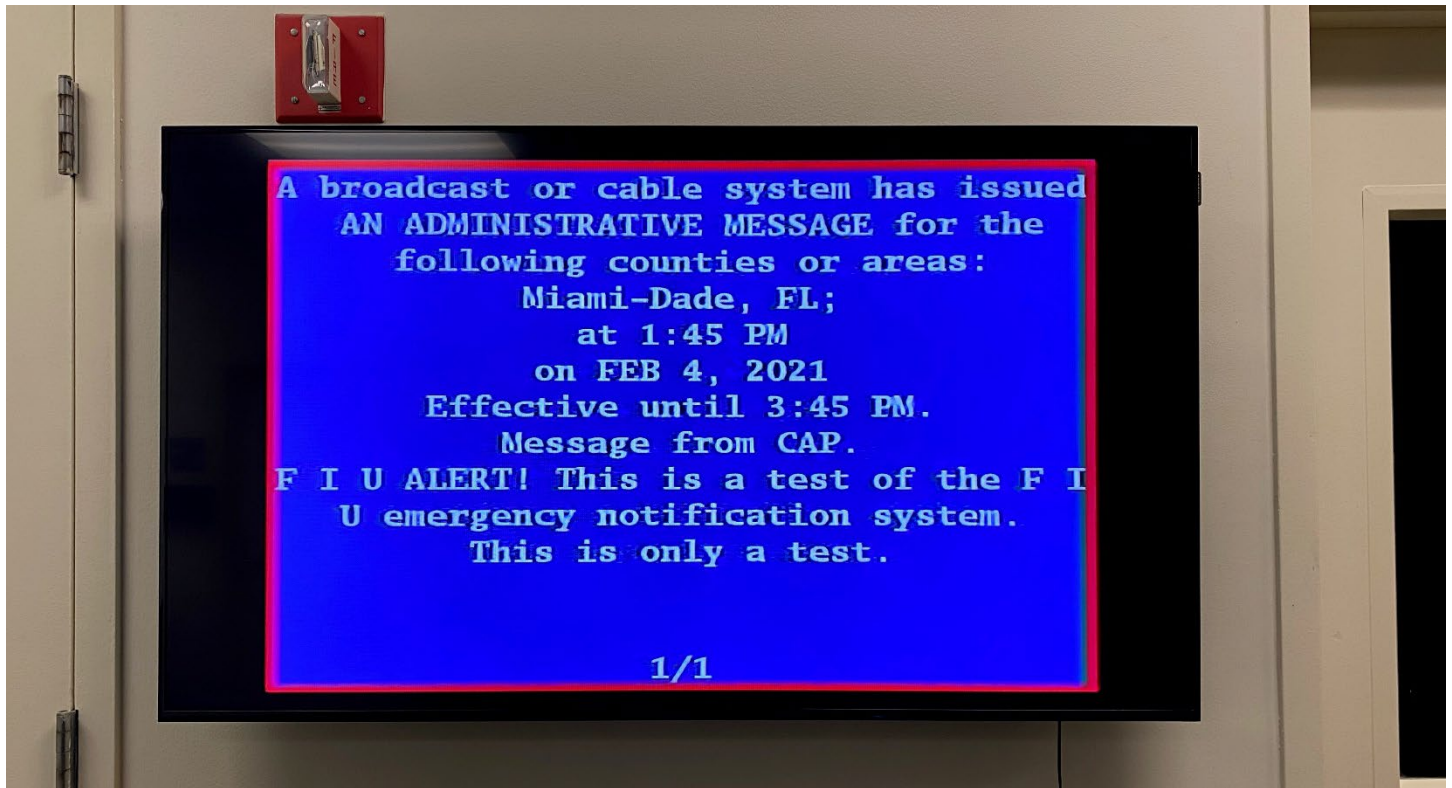 A broadcast or cable system has issued
AN ADMINISTRATIVE MESSAGE for the
following counties or areas:
Miami-Dade, FL;
at 1:45 PM
on FEB 4, 2021
Effective until 3:45 PM.
Message from CAP.
F I U ALERT! This is a test of the F I
U emergency notification system.
This is only a test.
1/1